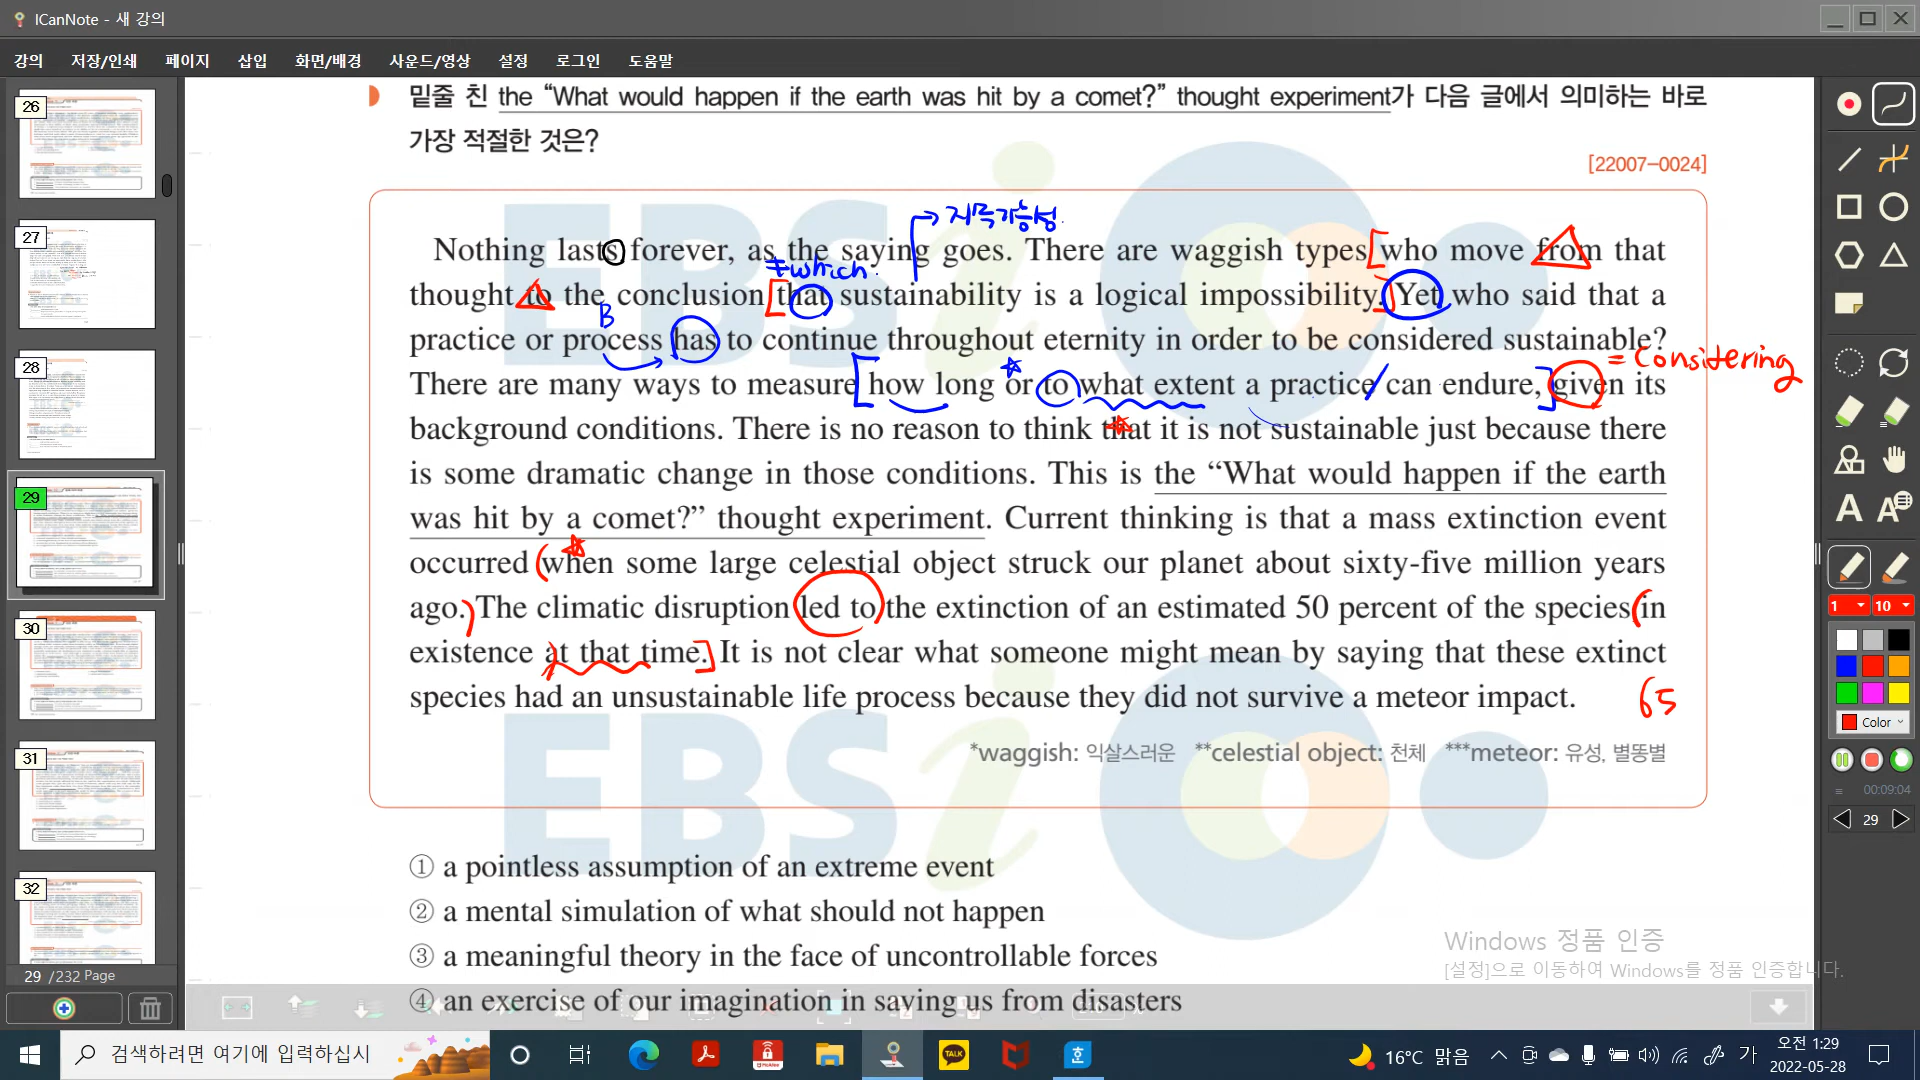 ICanNote - 새 강의
강의 저장/인쇄 페이지 삽입 화면/배경 사운드/영상 설정 로그인 도움말
26
27
28
29
30
31
32
29 /232 Page
밑줄 친 the “What would happen if the earth was hit by a comet?” thought experiment가 다음 글에서 의미하는 바로
가장 적절한 것은?
[22007-0024]
지속가능성
Nothing lasts forever, as the saying goes. There are waggish types who move from that
≠which
thought to the conclusion that sustainability is a logical impossibility. Yet who said that a
B
practice or process has to continue throughout eternity in order to be considered sustainable?
= Considering
There are many ways to measure how long or to what extent a practice can endure, given its
background conditions. There is no reason to think that it is not sustainable just because there
is some dramatic change in those conditions. This is the “What would happen if the earth
was hit by a comet?” thought experiment. Current thinking is that a mass extinction event
occurred when some large celestial object struck our planet about sixty-five million years
ago. The climatic disruption led to the extinction of an estimated 50 percent of the species in
existence at that time. It is not clear what someone might mean by saying that these extinct
species had an unsustainable life process because they did not survive a meteor impact.
65
*waggish: 익살스러운 **celestial object: 천체 ***meteor: 유성, 별똥별
EBSi
EBSi
① a pointless assumption of an extreme event
② a mental simulation of what should not happen
③ a meaningful theory in the face of uncontrollable forces
④ an exercise of our imagination in saving us from disasters
Windows 정품 인증
[설정]으로 이동하여 Windows를 정품 인증합니다.
A A
1 10
Color
00:09:04
29
검색하려면 여기에 입력하십시
TALK
16°C 맑음
가
오전 1:29
2022-05-28